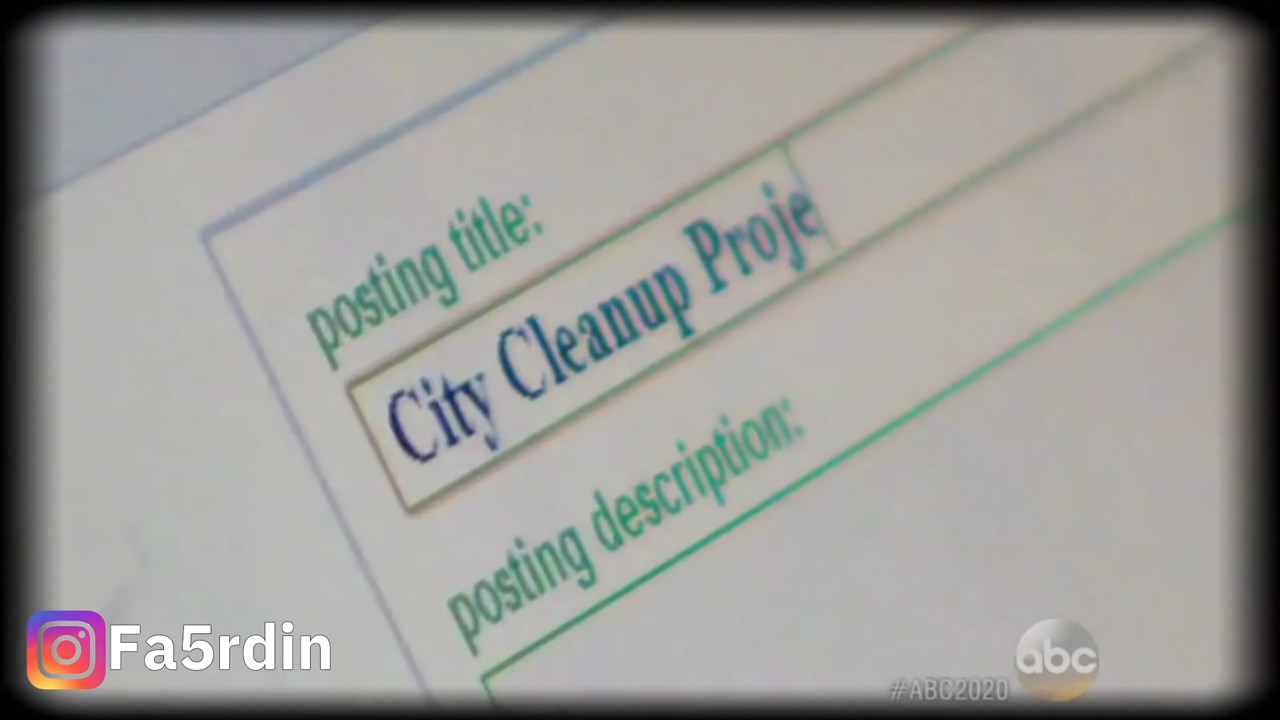 posting title:
City Cleanup Proje
posting description:
Fa5rdin
#ABC2020
abc